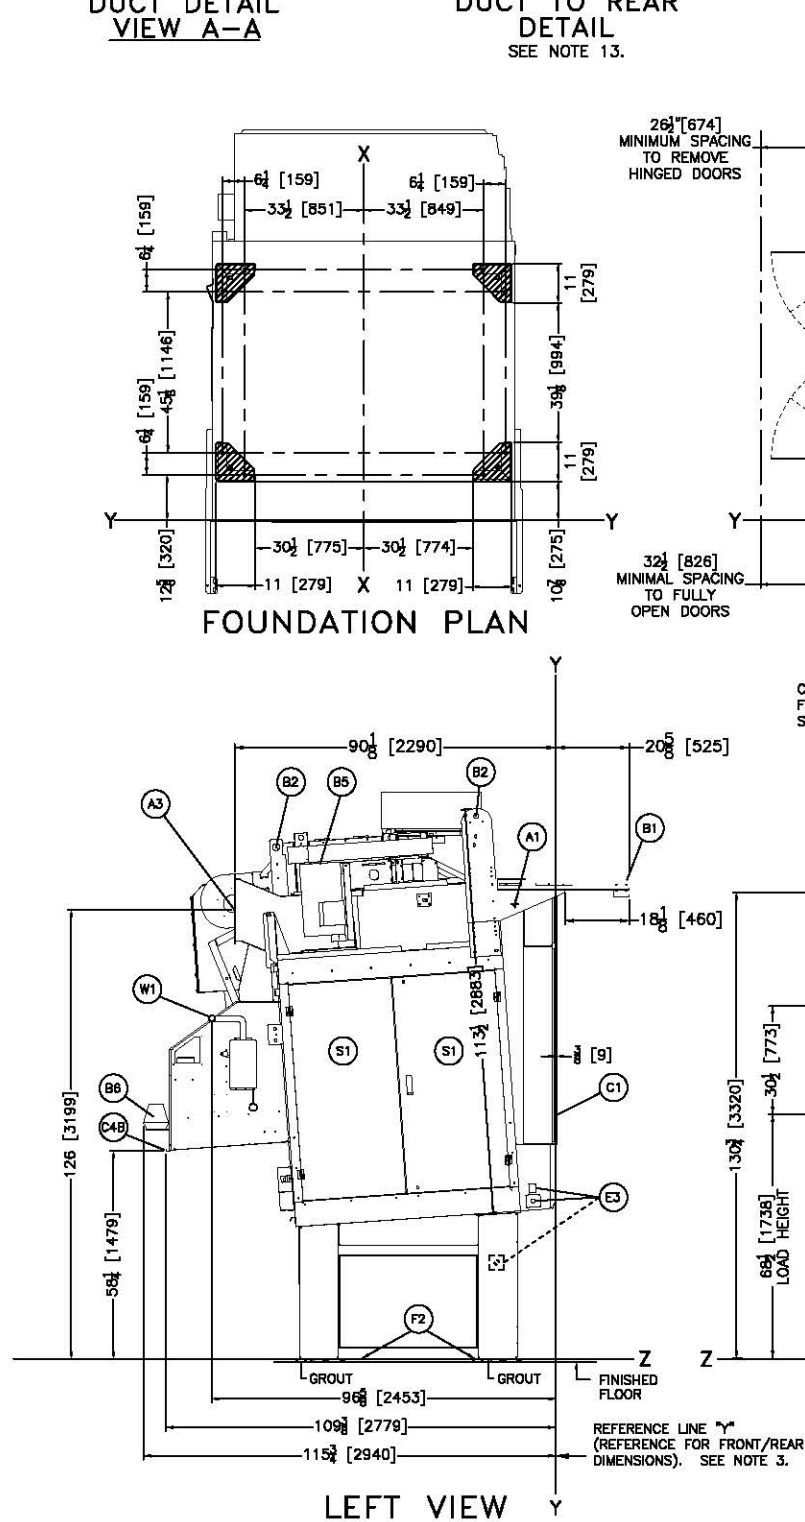 DUCT DETAIL
VIEW A-A
DUCT TO REAR
DETAIL
SEE NOTE 13.
26½"[674]
MINIMUM SPACING
TO REMOVE
HINGED DOORS
X
6¼ [159]
6¼ [159]
33½ [851]
33½ [849]
6¼ [159]
11 [279]
45⅛ [1146]
39⅛ [994]
6¼ [159]
11 [279]
Y
Y
Y
12⅝ [320]
30½ [775]
30½ [774]
10⅞ [275]
11 [279]
X
11 [279]
32½ [826]
MINIMAL SPACING
TO FULLY
OPEN DOORS
FOUNDATION PLAN
Y
C
F
S
90⅛ [2290]
20⅝ [525]
B2
B5
B2
A3
A1
B1
18⅛ [460]
W1
113½ [2883]
S1
S1
⅜ [9]
30½ [773]
B6
C1
C4B
126 [3199]
130¾ [3320]
E3
58¼ [1479]
68½ [1738]
LOAD HEIGHT
F2
Z
Z
GROUT
GROUT
FINISHED
FLOOR
96⅝ [2453]
109⅜ [2779]
115¾ [2940]
REFERENCE LINE "Y"
(REFERENCE FOR FRONT/REAR
DIMENSIONS). SEE NOTE 3.
LEFT VIEW
Y